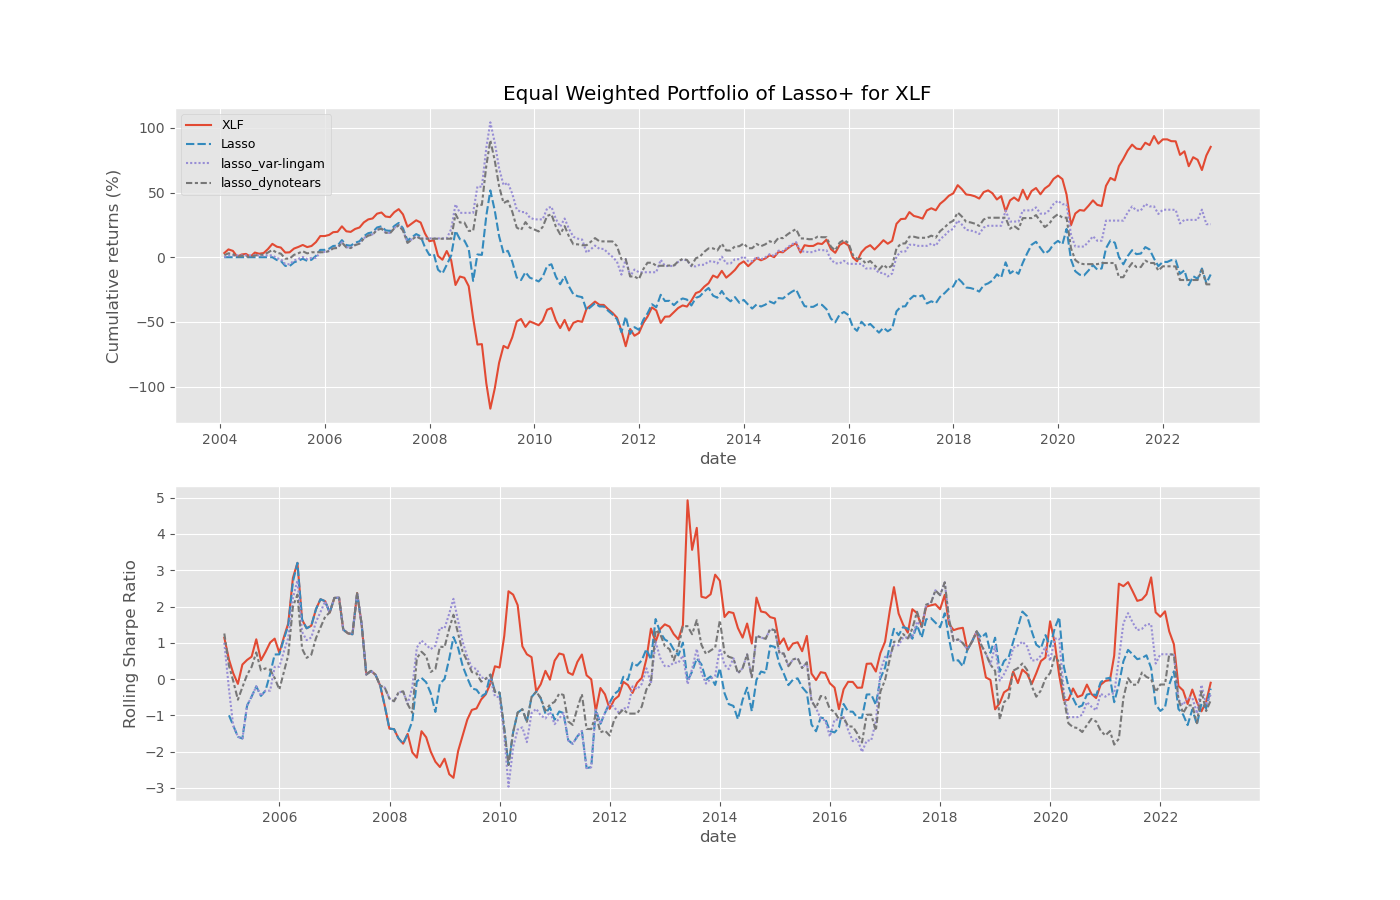 Equal Weighted Portfolio of Lasso+ for XLF
XLF
Lasso
lasso_var-lingam
lasso_dynotears
Cumulative returns (%)
100
50
0
−50
−100
2004 2006 2008 2010 2012 2014 2016 2018 2020 2022
date
Rolling Sharpe Ratio
5
4
3
2
1
0
−1
−2
−3
2006 2008 2010 2012 2014 2016 2018 2020 2022
date